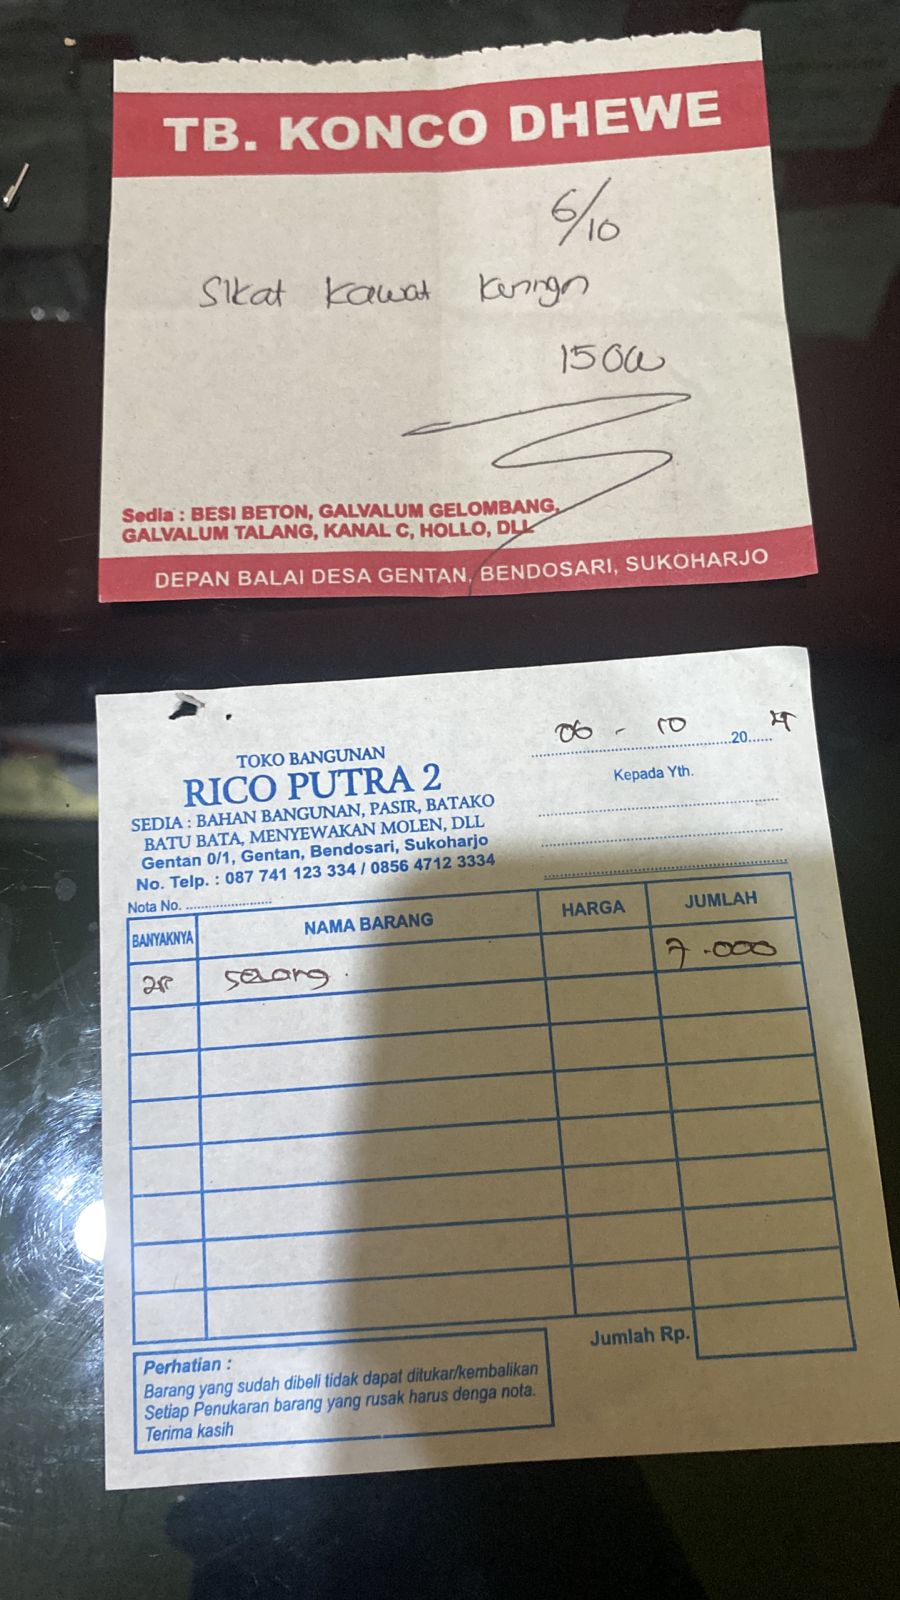 TB. KONCO DHEWE
6/10
Sikat kawat kuningn
Sedia : BESI BETON, GALVALUM GELOMBANG,
GALVALUM TALANG, KANAL C, HOLLO, DLL
DEPAN BALAI DESA GENTAN, BENDOSARI, SUKOHARJO
06 - 10 20
TOKO BANGUNAN
RICO PUTRA 2
SEDIA : BAHAN BANGUNAN, PASIR, BATAKO
BATU BATA, MENYEWAKAN MOLEN, DLL
Gentan 0/1, Gentan, Bendosari, Sukoharjo
No. Telp. : 087 741 123 334 / 0856 4712 3334
Kepada Yth.
Nota No.
BANYAKNYA NAMA BARANG HARGA JUMLAH
selang 7.000
Jumlah Rp.
Perhatian :
Barang yang sudah dibeli tidak dapat ditukar/kembalikan
Setiap Penukaran barang yang rusak harus denga nota.
Terima kasih